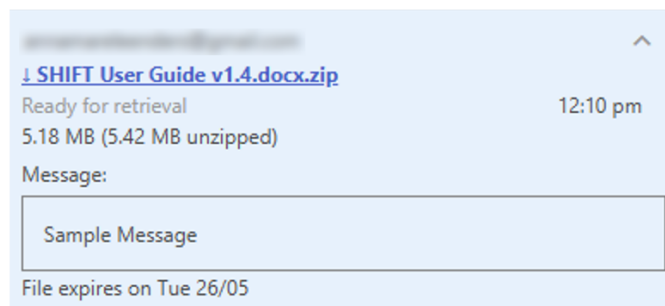 ↓ SHIFT User Guide v1.4.docx.zip
Ready for retrieval 12:10 pm
5.18 MB (5.42 MB unzipped)
Message:
Sample Message
File expires on Tue 26/05